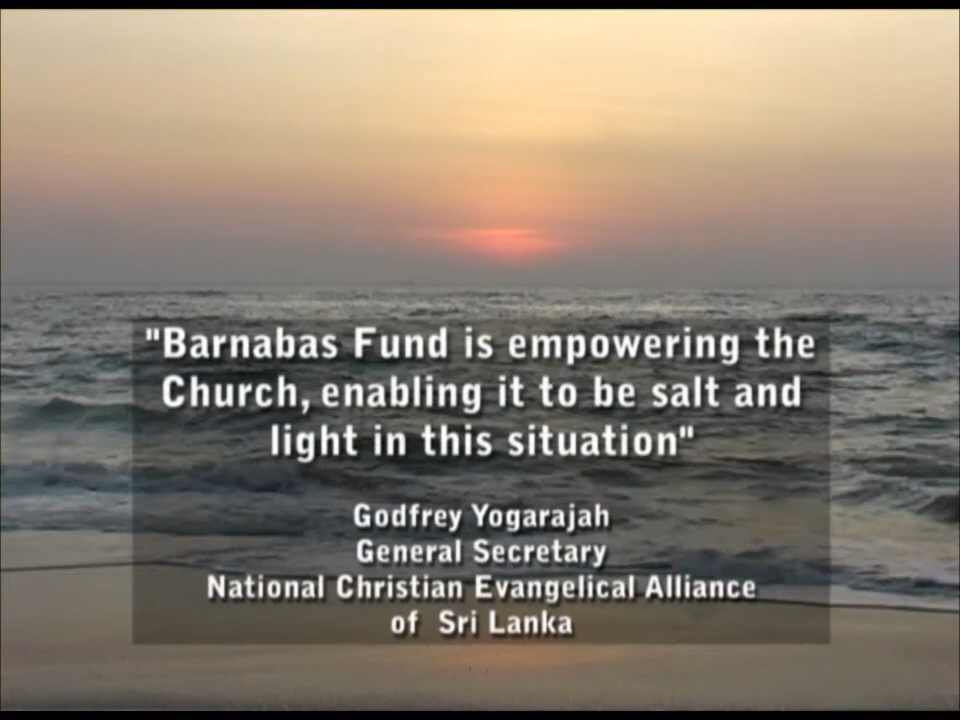 "Barnabas Fund is empowering the
Church, enabling it to be salt and
light in this situation"
Godfrey Yogarajah
General Secretary
National Christian Evangelical Alliance
of Sri Lanka